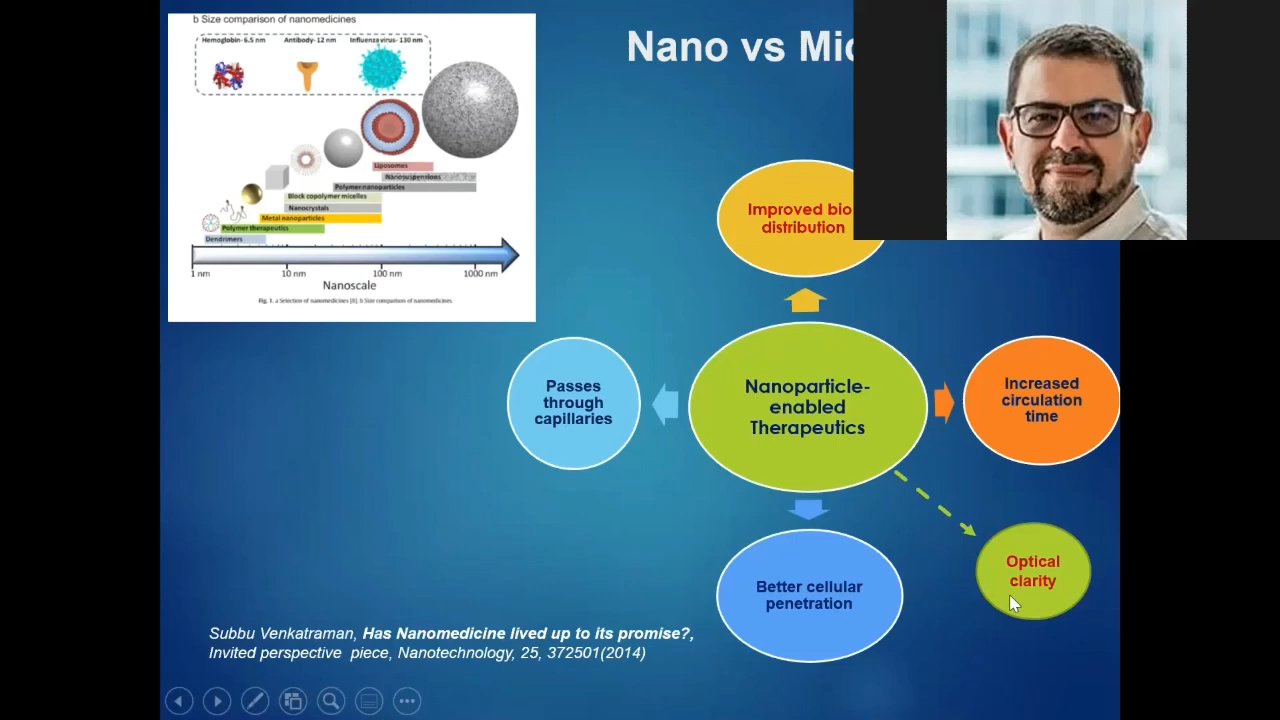 b Size comparison of nanomedicines
Hemoglobin- 6.5 nm
Antibody- 12 nm
Influenza virus- 130 nm
Liposomes
Nanosuspensions
Polymer nanoparticles
Block copolymer micelles
Nanocrystals
Metal nanoparticles
Polymer therapeutics
Dendrimers
1 nm
10 nm
100 nm
1000 nm
Nanoscale
Fig. 1. a Selection of nanomedicines [8], b Size comparison of nanomedicines.
Nano vs Mic
Improved bio
distribution
Passes
through
capillaries
Nanoparticle-
enabled
Therapeutics
Increased
circulation
time
Better cellular
penetration
Optical
clarity
Subbu Venkatraman, Has Nanomedicine lived up to its promise?,
Invited perspective piece, Nanotechnology, 25, 372501(2014)